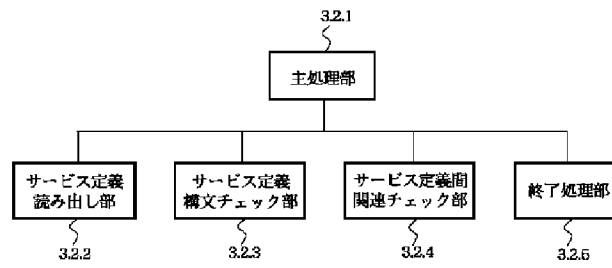 3.2.1
主処理部
サービス定義
読み出し部
サービス定義
構文チェック部
サービス定義間
関連チェック部
終了処理部
3.2.2
3.2.3
3.2.4
3.2.5